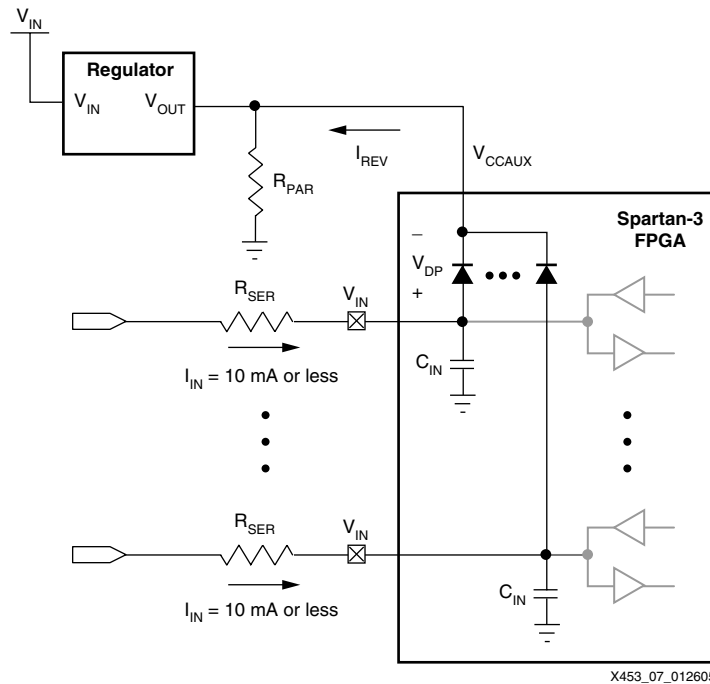 V_IN
Regulator
V_IN V_OUT
I_REV
V_CCAUX
R_PAR
Spartan-3
FPGA
–
V_DP
+
R_SER
V_IN
I_IN = 10 mA or less
C_IN
R_SER
V_IN
I_IN = 10 mA or less
C_IN
X453_07_012605